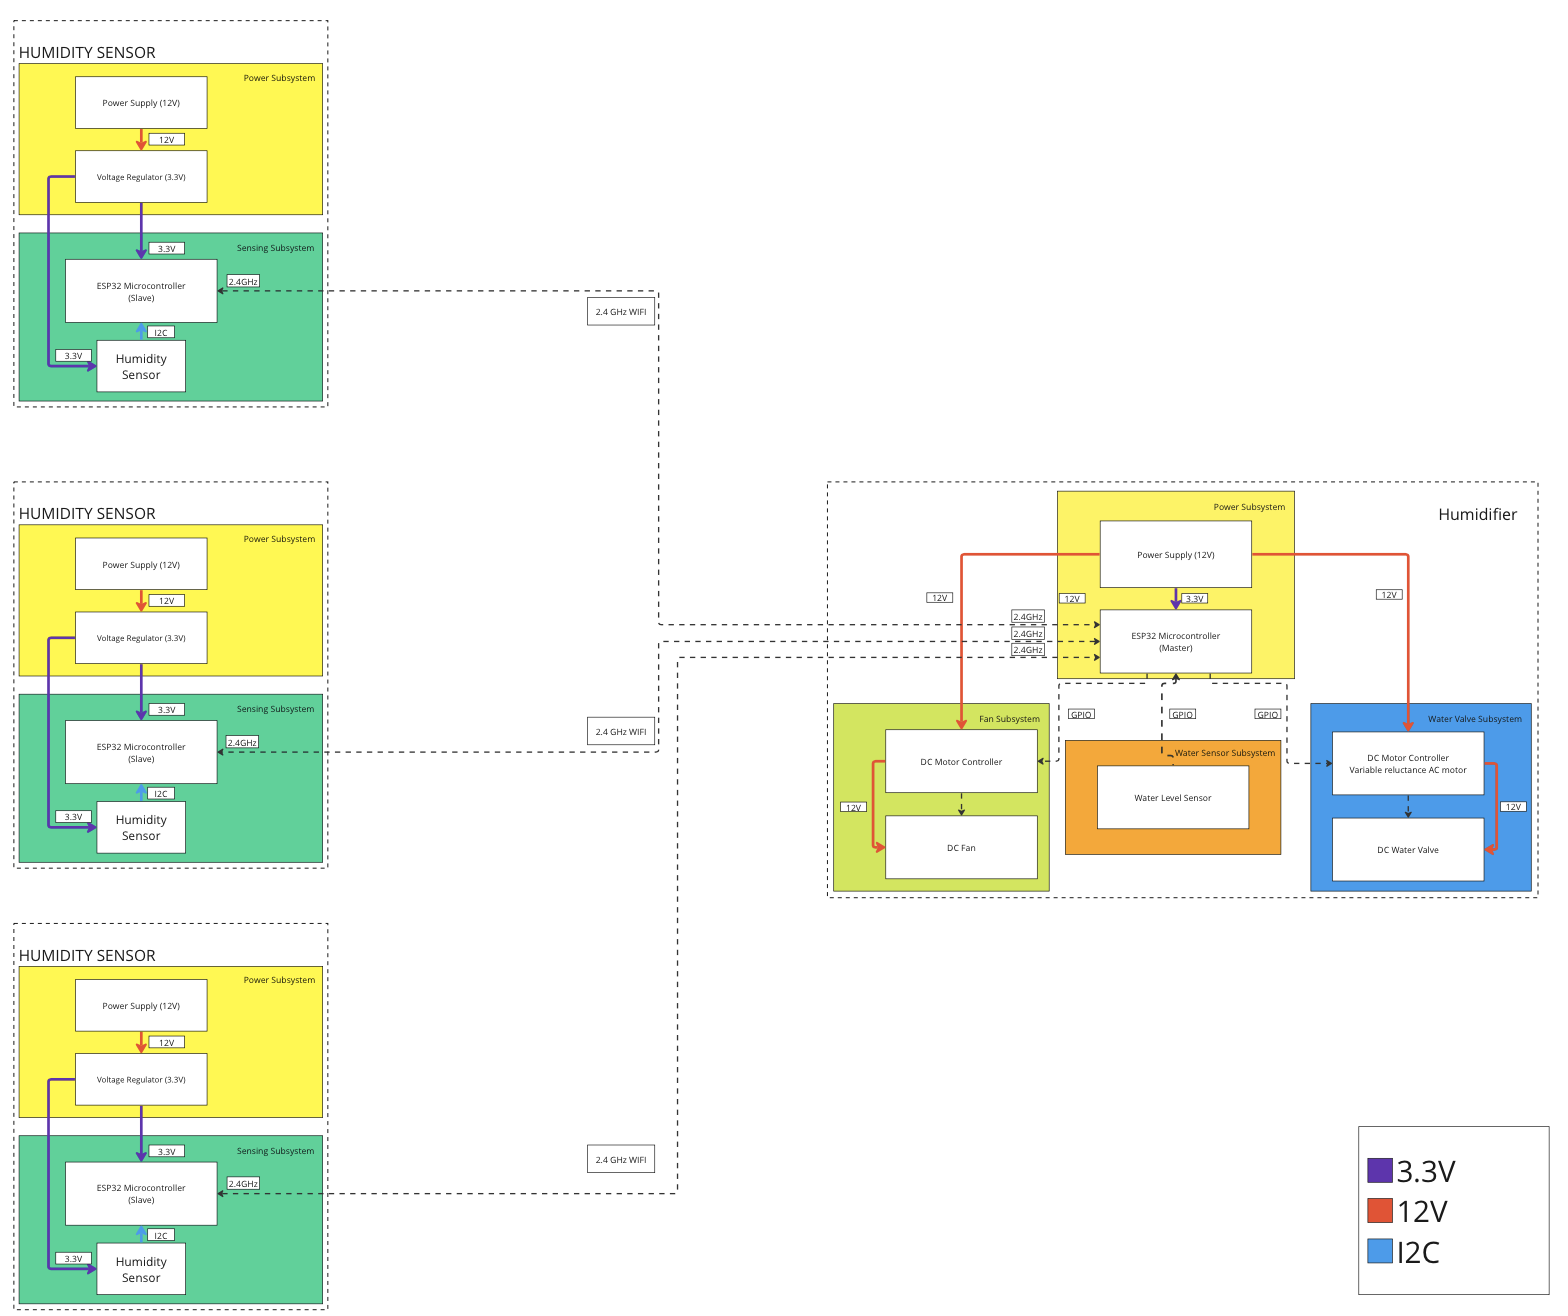 HUMIDITY SENSOR
Power Subsystem
Power Supply (12V)
12V
Voltage Regulator (3.3V)
3.3V
Sensing Subsystem
ESP32 Microcontroller
(Slave)
2.4GHz
I2C
3.3V
Humidity
Sensor
2.4 GHz WIFI
HUMIDITY SENSOR
Power Subsystem
Power Supply (12V)
12V
Voltage Regulator (3.3V)
3.3V
Sensing Subsystem
ESP32 Microcontroller
(Slave)
2.4GHz
I2C
3.3V
Humidity
Sensor
2.4 GHz WIFI
HUMIDITY SENSOR
Power Subsystem
Power Supply (12V)
12V
Voltage Regulator (3.3V)
3.3V
Sensing Subsystem
ESP32 Microcontroller
(Slave)
2.4GHz
I2C
3.3V
Humidity
Sensor
2.4 GHz WIFI
Humidifier
Power Subsystem
Power Supply (12V)
12V
12V
3.3V
12V
2.4GHz
2.4GHz
2.4GHz
ESP32 Microcontroller
(Master)
GPIO
GPIO
GPIO
Fan Subsystem
DC Motor Controller
12V
DC Fan
Water Sensor Subsystem
Water Level Sensor
Water Valve Subsystem
DC Motor Controller
Variable reluctance AC motor
12V
DC Water Valve
3.3V
12V
I2C